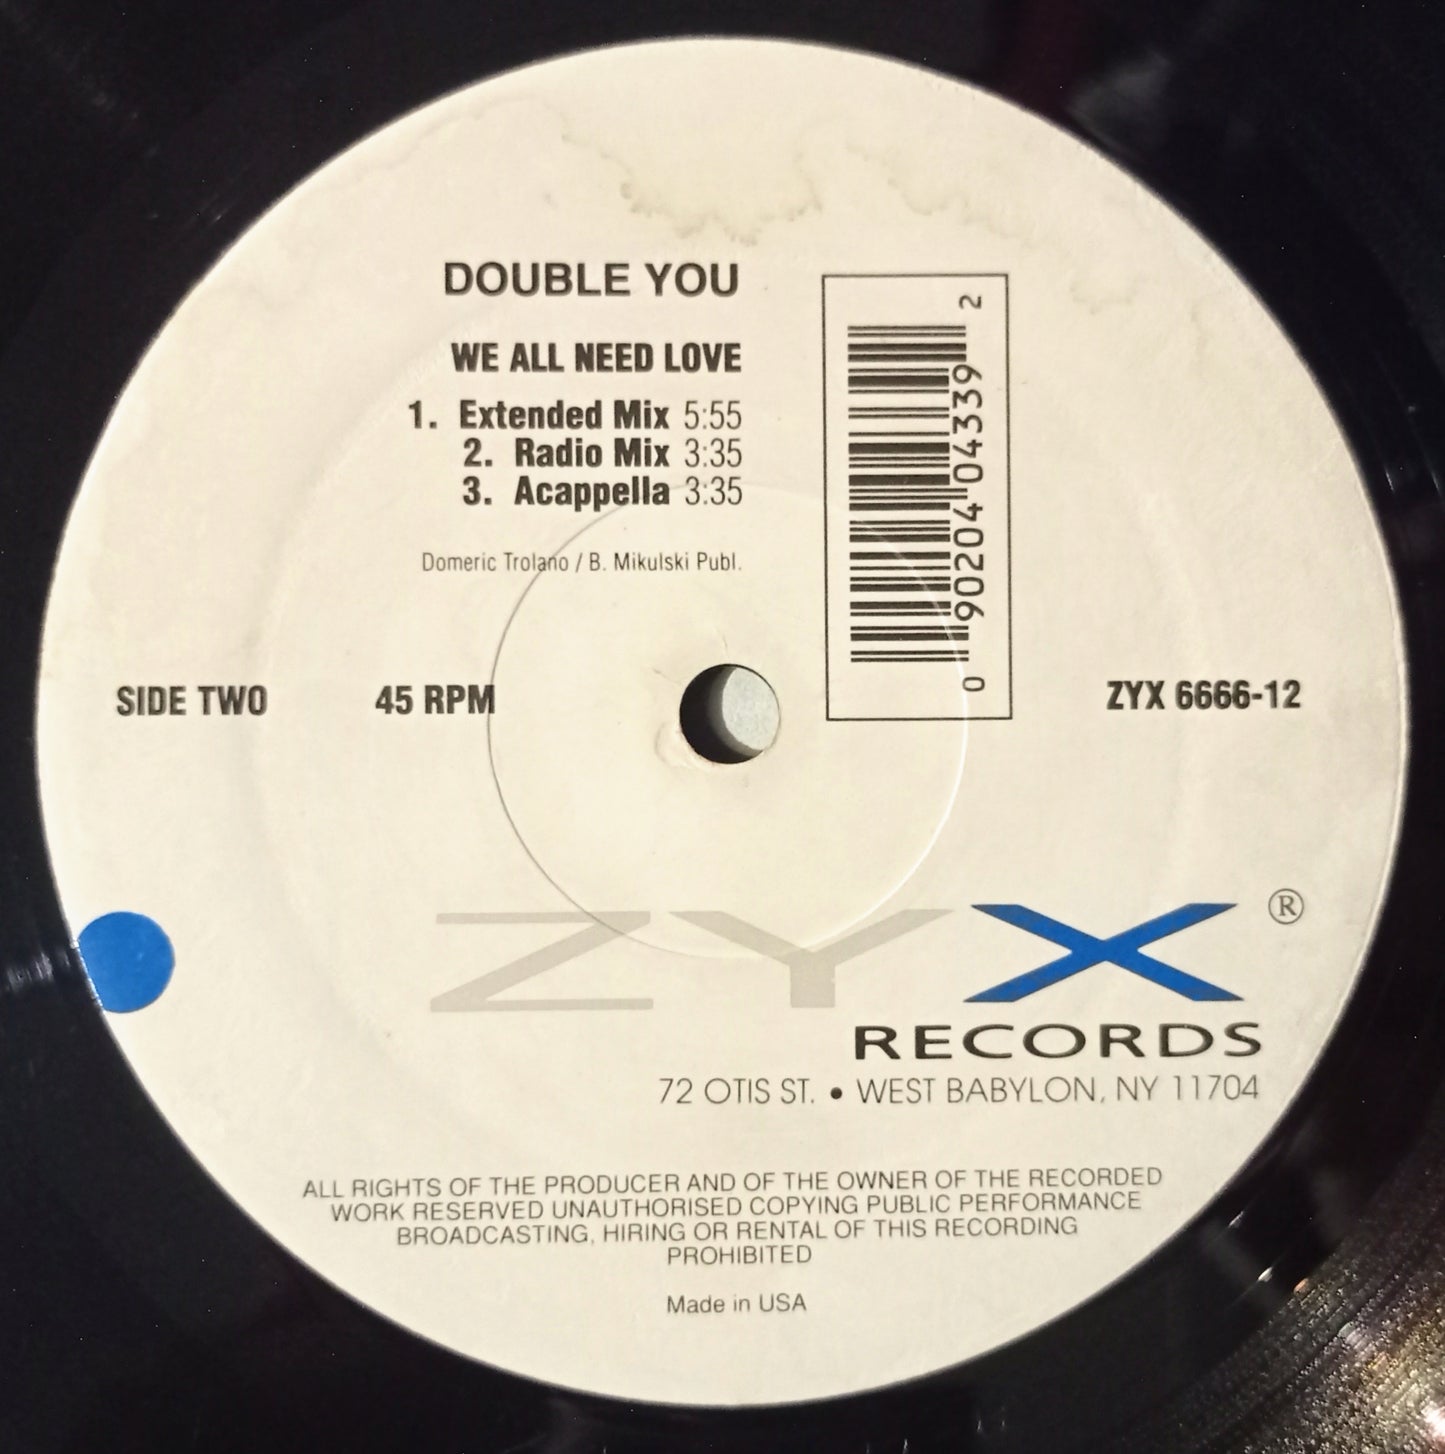 DOUBLE YOU
WE ALL NEED LOVE
1. Extended Mix 5:55
2. Radio Mix 3:35
3. Acappella 3:35
Domeric Trolano / B. Mikulski Publ.
0 90204 04339 2
SIDE TWO 45 RPM ZYX 6666-12
ZYX ®
RECORDS
72 OTIS ST. • WEST BABYLON, NY 11704
ALL RIGHTS OF THE PRODUCER AND OF THE OWNER OF THE RECORDED
WORK RESERVED UNAUTHORISED COPYING PUBLIC PERFORMANCE
BROADCASTING, HIRING OR RENTAL OF THIS RECORDING
PROHIBITED
Made in USA